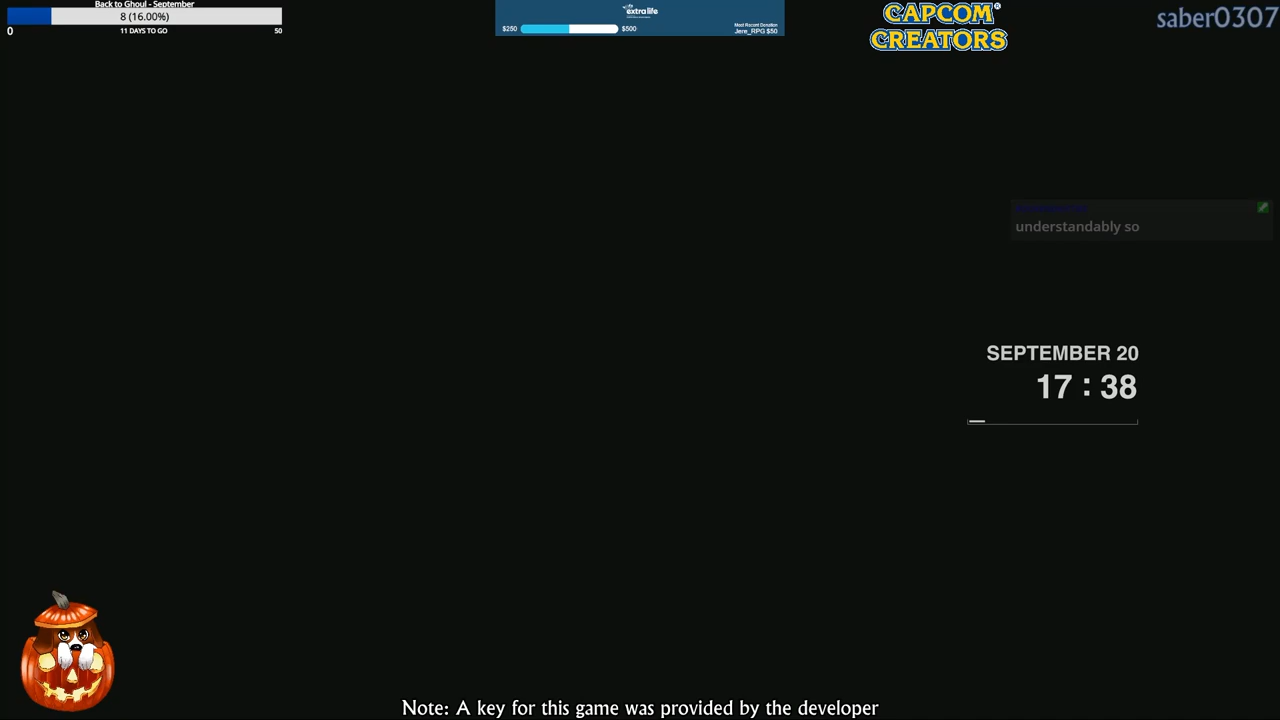 Back to Ghoul - September
8 (16.00%)
0
11 DAYS TO GO
50
extra life
$250
$500
Most Recent Donation
Jere_RPG $50
CAPCOM
CREATORS
saber0307
understandably so
SEPTEMBER 20
17 : 38
Note: A key for this game was provided by the developer